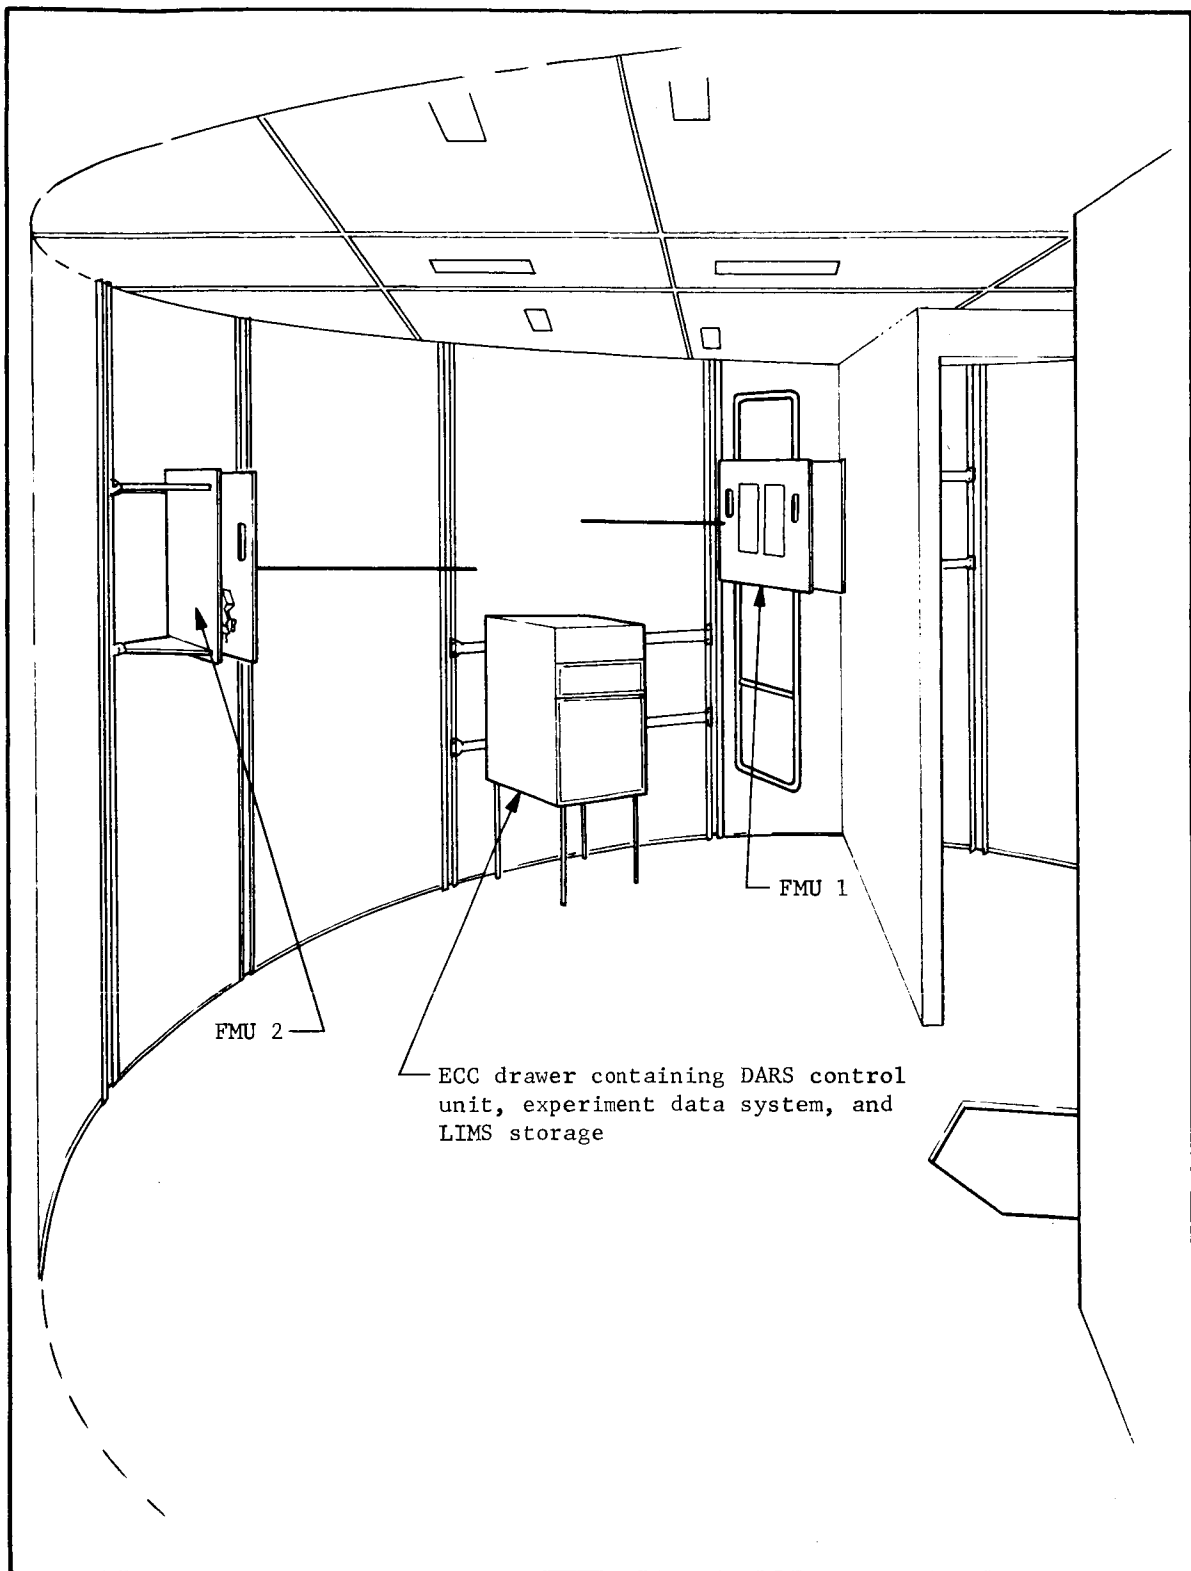 FMU 1
FMU 2
ECC drawer containing DARS control
unit, experiment data system, and
LIMS storage